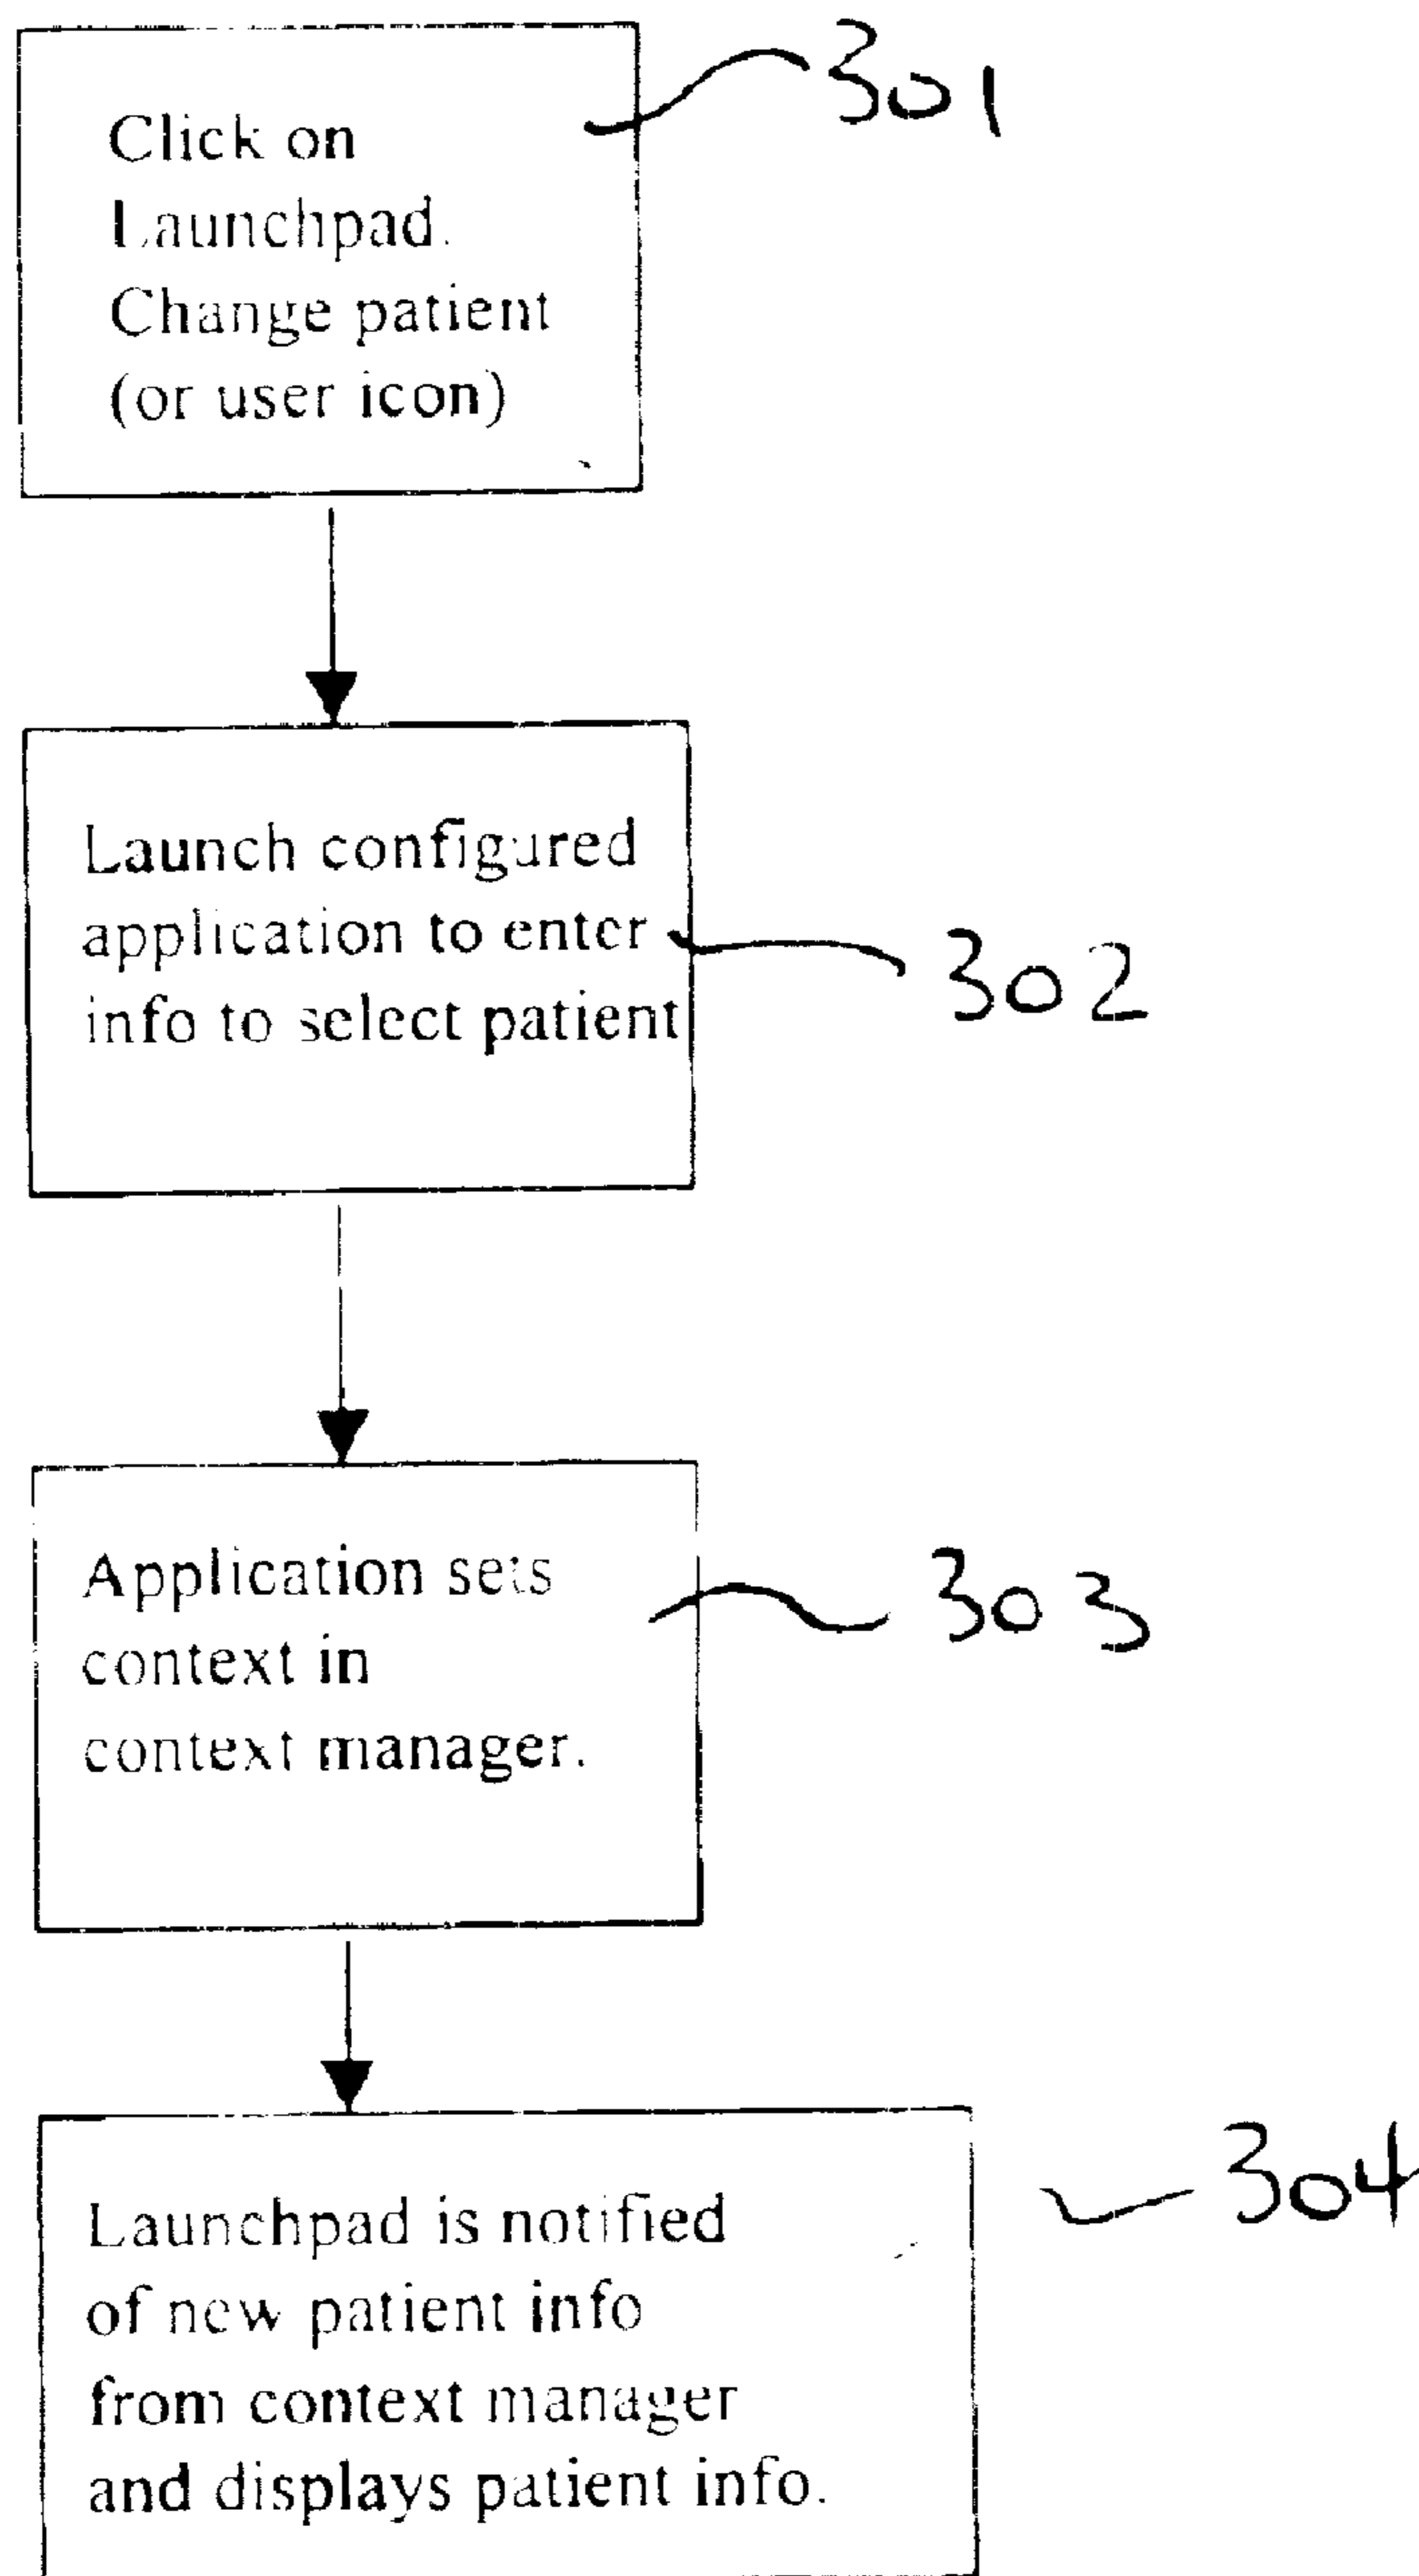 Click on
Launchpad.
Change patient
(or user icon)
301
Launch configured
application to enter
info to select patient
302
Application sets
context in
context manager.
303
Launchpad is notified
of new patient info
from context manager
and displays patient info.
304